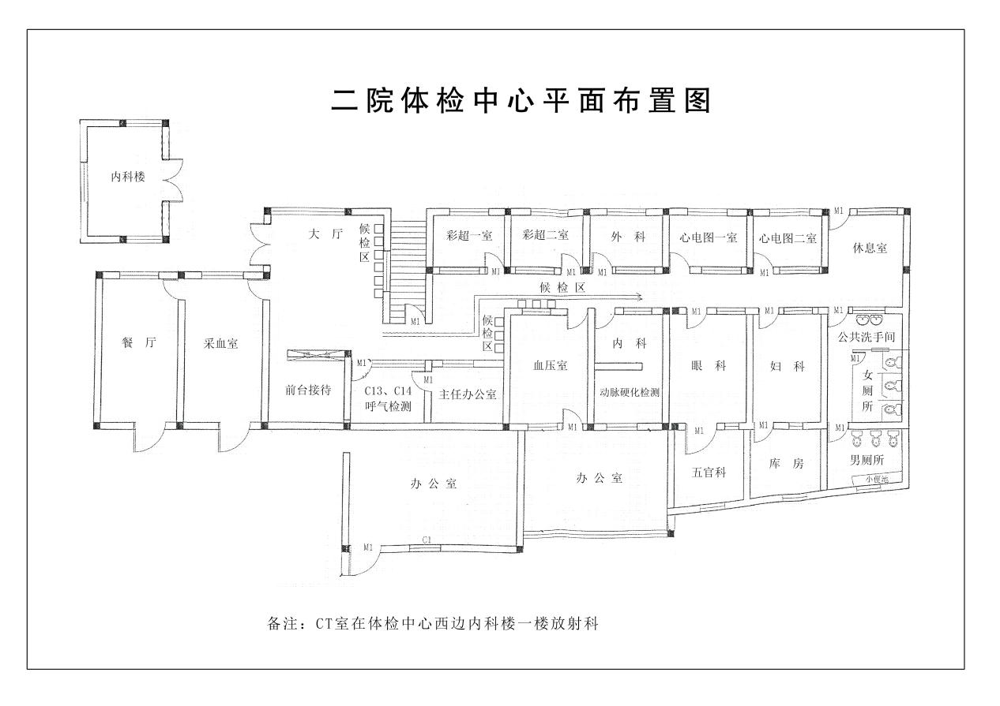 二院体检中心平面布置图
内科楼
大 厅
候检区
彩超一室
彩超二室
外 科
心电图一室
心电图二室
M1
休息室
M1
M1
M1
M1
候 检 区
M1
候检区
M1
M1
M1
餐 厅
采血室
M1
前台接待
C13、C14
呼气检测
M1
主任办公室
血压室
内 科
动脉硬化检测
眼 科
妇 科
公共洗手间
M1
女厕所
M1
M1
M1
M1
办 公 室
办 公 室
五官科
库 房
男厕所
小便池
M1
C1
备注：CT室在体检中心西边内科楼一楼放射科